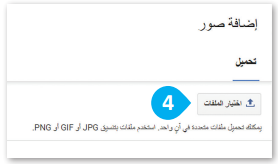 إضافة صور
تحميل
4 اختيار الملفات
يمكنك تحميل ملفات متعددة في آنٍ واحد. استخدم ملفات بتنسيق JPG أو GIF أو PNG.